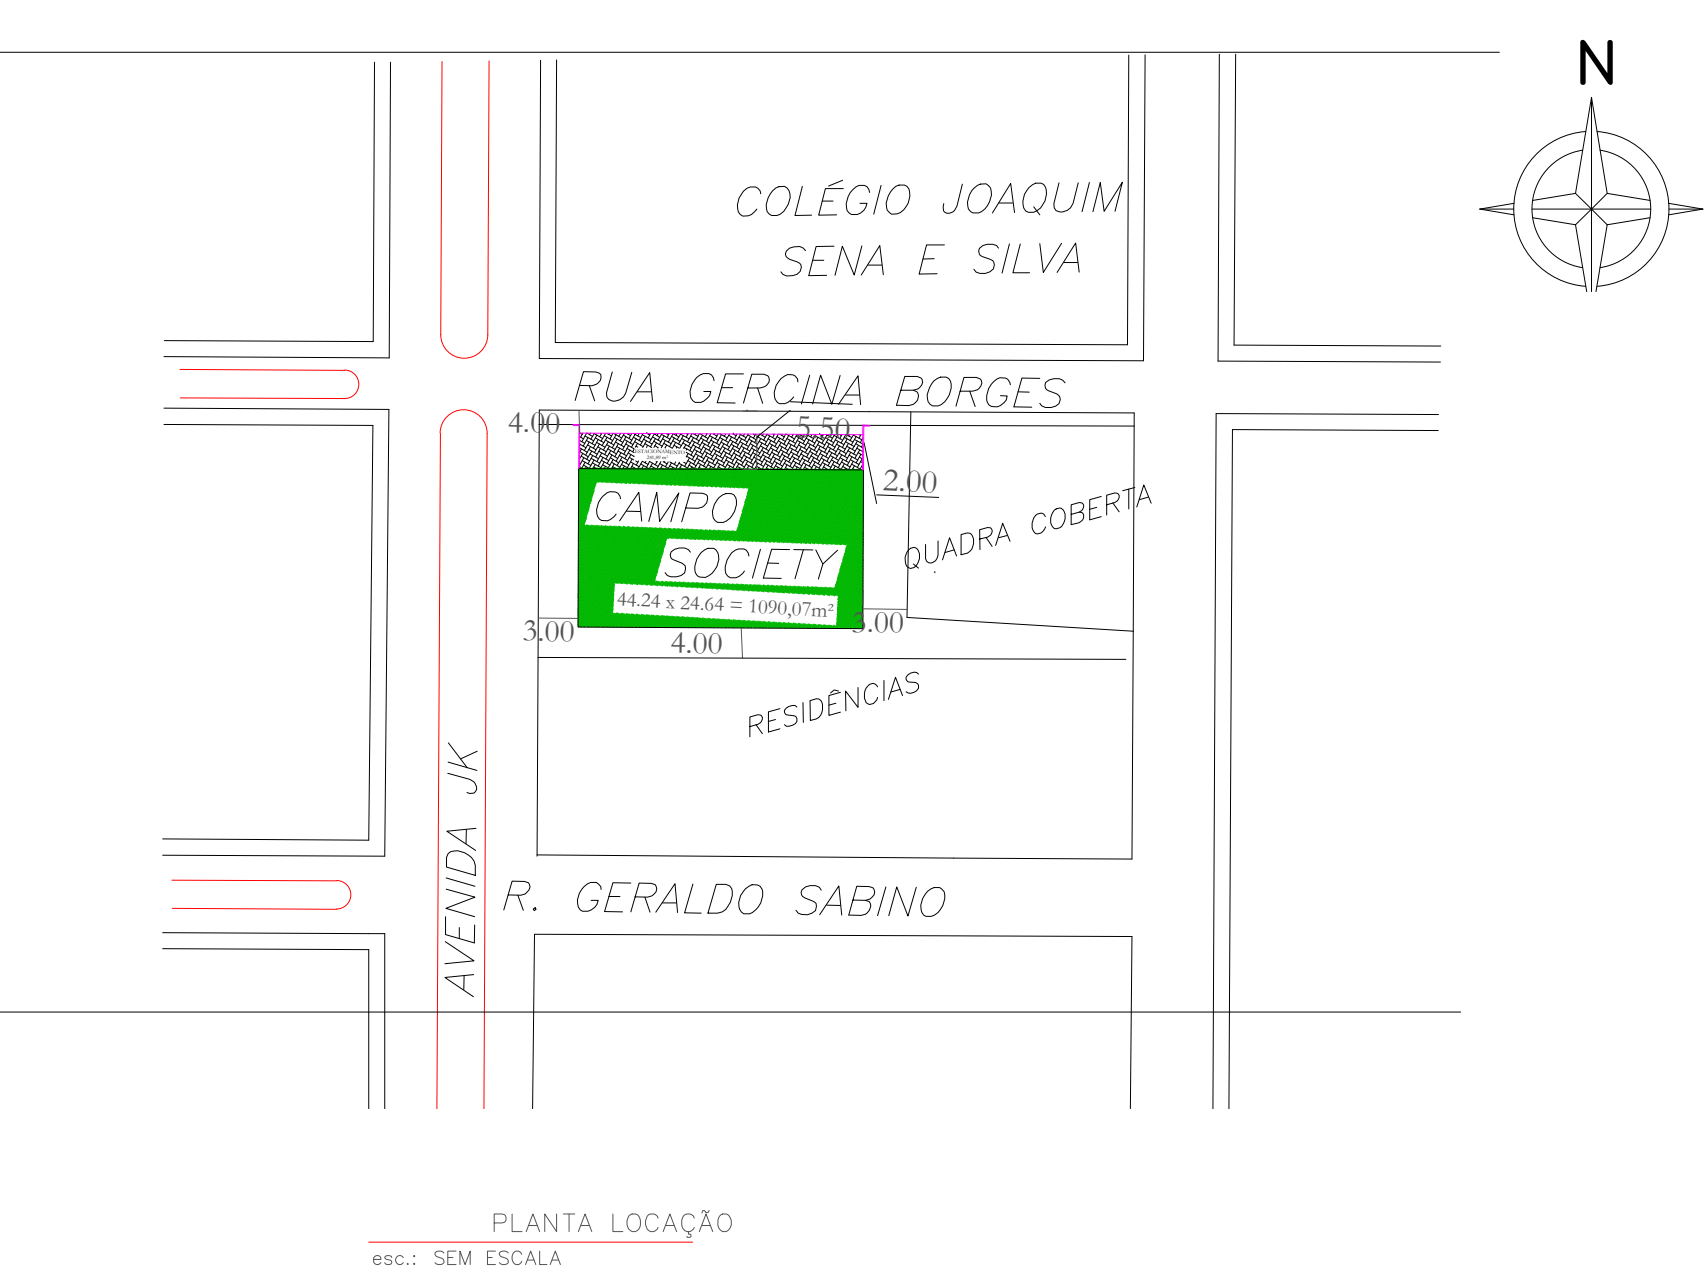 N
COLÉGIO JOAQUIM
SENA E SILVA
RUA GERCINA BORGES
4.00
5.50
ESTACIONAMENTO
2.00
CAMPO
SOCIETY
44.24 x 24.64 = 1090,07m²
QUADRA COBERTA
3.00
3.00
4.00
RESIDÊNCIAS
AVENIDA JK
R. GERALDO SABINO
PLANTA LOCAÇÃO
esc.: SEM ESCALA